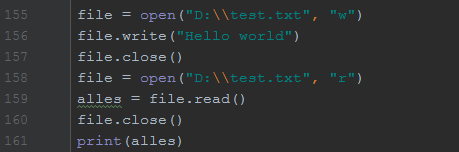 155 file = open("D:\\test.txt", "w")
156 file.write("Hello world")
157 file.close()
158 file = open("D:\\test.txt", "r")
159 alles = file.read()
160 file.close()
161 print(alles)